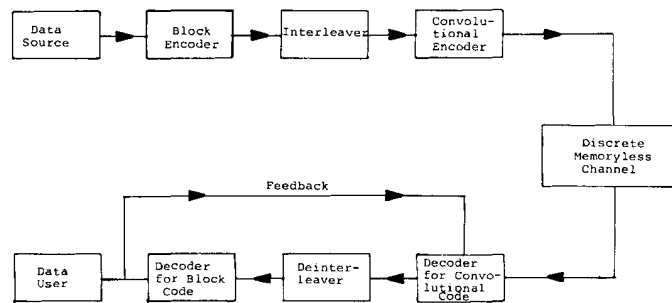 Data
Source
Block
Encoder
Interleaver
Convolu-
tional
Encoder
Discrete
Memoryless
Channel
Feedback
Data
User
Decoder
for Block
Code
Deinter-
leaver
Decoder
for Convo-
lutional
Code